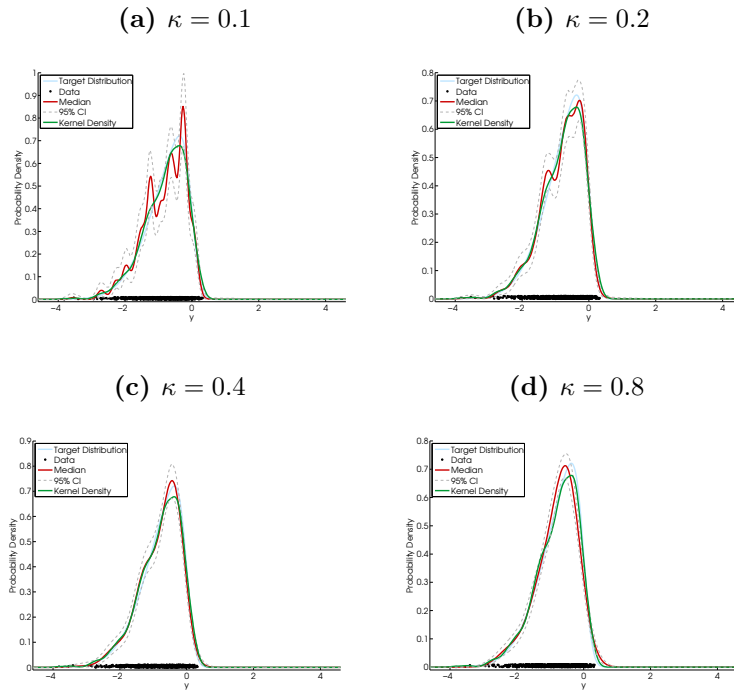 (a) κ = 0.1
(b) κ = 0.2
1
0.9
0.8
0.7
0.6
0.5
0.4
0.3
0.2
0.1
0
Probability Density
Target Distribution
Data
Median
95% CI
Kernel Density
−4
−2
0
2
4
y
0.8
0.7
0.6
0.5
0.4
0.3
0.2
0.1
0
Probability Density
Target Distribution
Data
Median
95% CI
Kernel Density
−4
−2
0
2
4
y
(c) κ = 0.4
(d) κ = 0.8
0.9
0.8
0.7
0.6
0.5
0.4
0.3
0.2
0.1
0
Probability Density
Target Distribution
Data
Median
95% CI
Kernel Density
−4
−2
0
2
4
y
0.8
0.7
0.6
0.5
0.4
0.3
0.2
0.1
0
Probability Density
Target Distribution
Data
Median
95% CI
Kernel Density
−4
−2
0
2
4
y